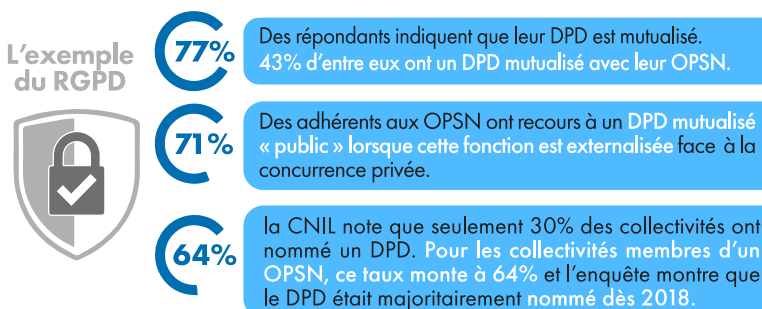 L'exemple
du RGPD
77%
Des répondants indiquent que leur DPD est mutualisé.
43% d'entre eux ont un DPD mutualisé avec leur OPSN.
71%
Des adhérents aux OPSN ont recours à un DPD mutualisé
« public » lorsque cette fonction est externalisée face à la
concurrence privée.
64%
la CNIL note que seulement 30% des collectivités ont
nommé un DPD. Pour les collectivités membres d'un
OPSN, ce taux monte à 64% et l'enquête montre que
le DPD était majoritairement nommé dès 2018.